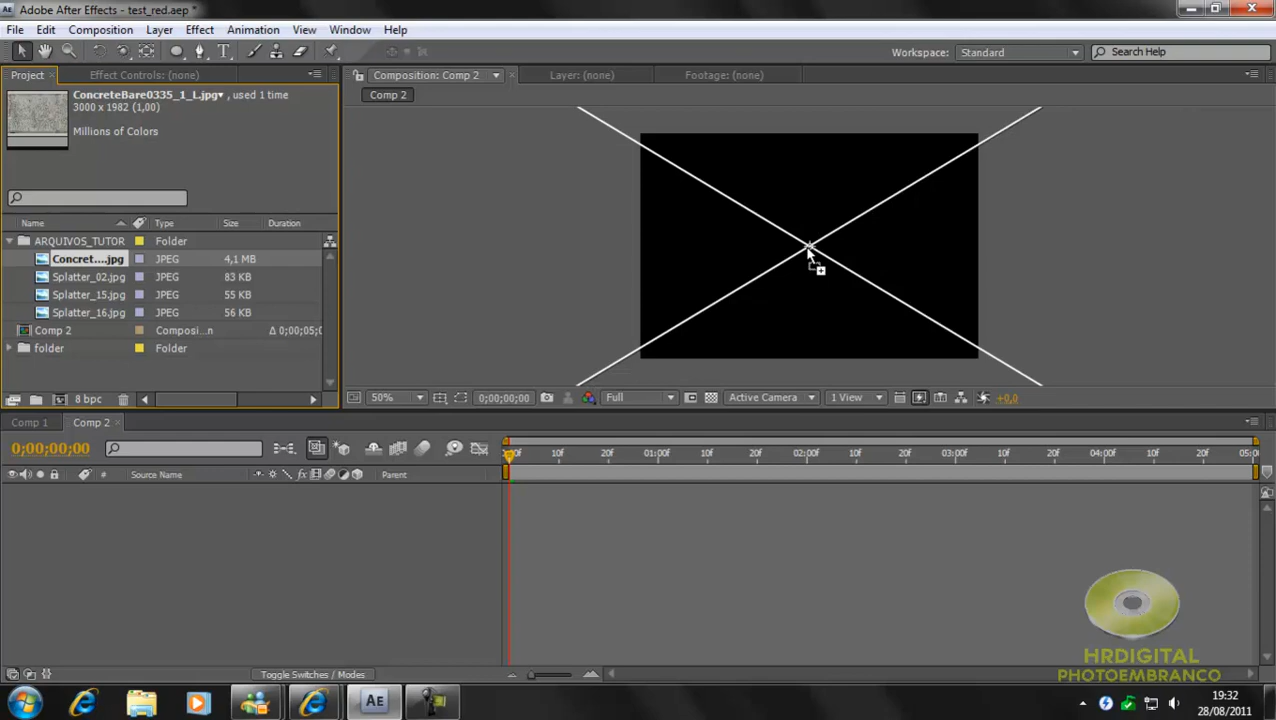 Adobe After Effects - test_red.aep *
File Edit Composition Layer Effect Animation View Window Help
Workspace: Standard Search Help
Project Effect Controls: (none) Composition: Comp 2 Layer: (none) Footage: (none)
Comp 2
ConcreteBare0335_1_L.jpg▾ , used 1 time
3000 x 1982 (1,00)
Millions of Colors
Name Type Size Duration
ARQUIVOS_TUTOR Folder
Concret....jpg JPEG 4,1 MB
Splatter_02.jpg JPEG 83 KB
Splatter_15.jpg JPEG 55 KB
Splatter_16.jpg JPEG 56 KB
Comp 2 Composi...n Δ 0;00;05;0
folder Folder
8 bpc 50% 0;00;00;00 Full Active Camera 1 View +0,0
Comp 1 Comp 2
0;00;00;00
# Source Name Parent
:00f 10f 20f 01:00f 10f 20f 02:00f 10f 20f 03:00f 10f 20f 04:00f 10f 20f 05:00
Toggle Switches / Modes
HRDIGITAL
PHOTOEMBRANCO
Ae
19:32
28/08/2011